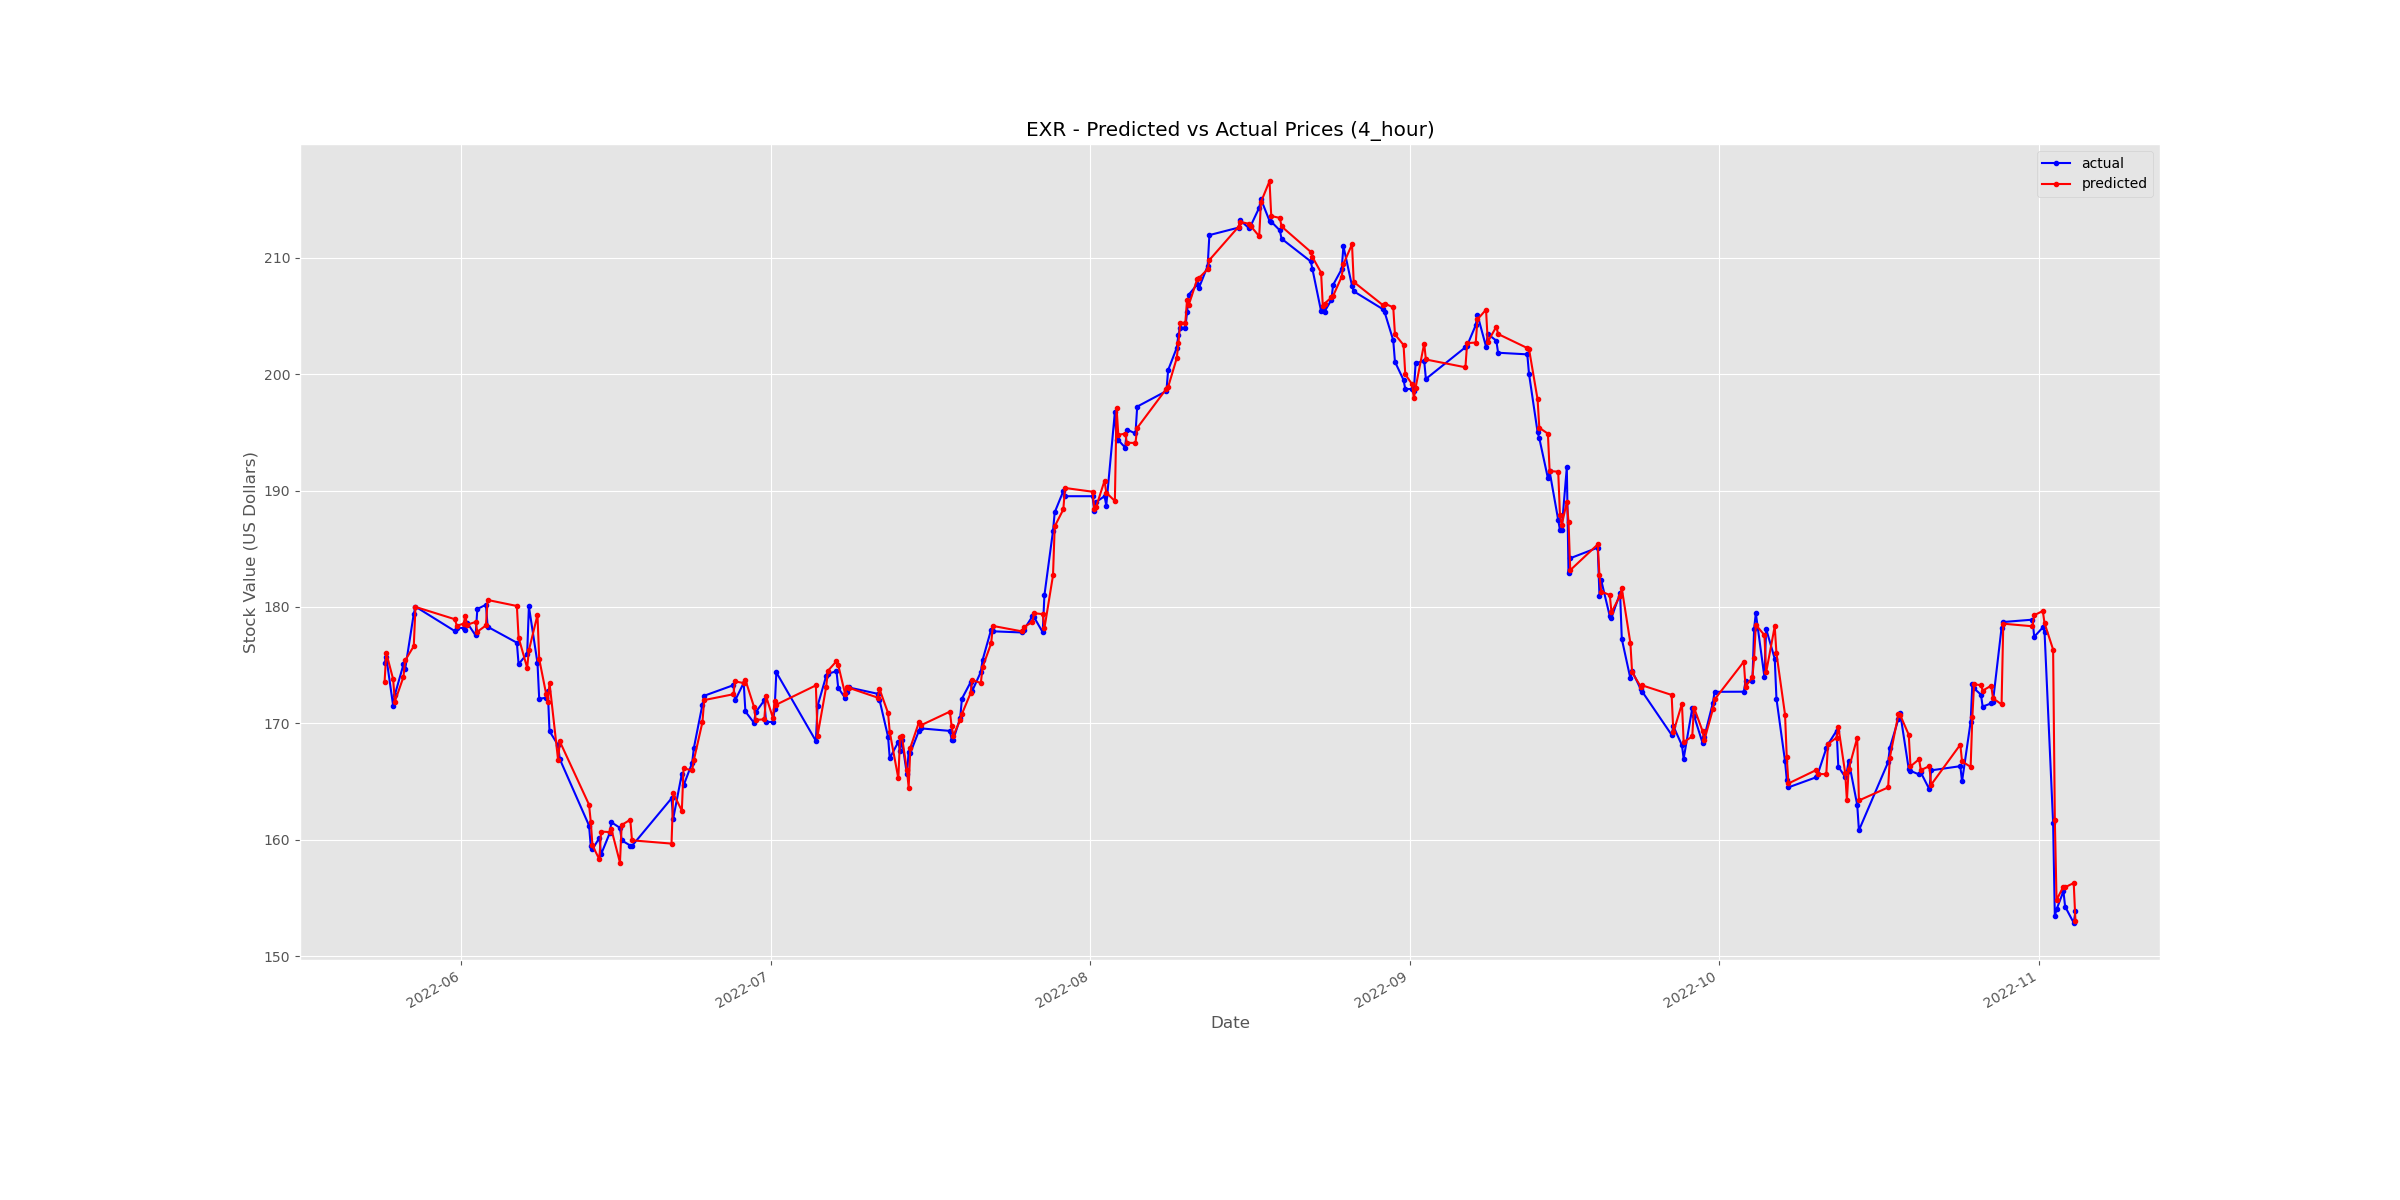 EXR - Predicted vs Actual Prices (4_hour)
actual
predicted
Stock Value (US Dollars)
210
200
190
180
170
160
150
2022-06
2022-07
2022-08
2022-09
2022-10
2022-11
Date